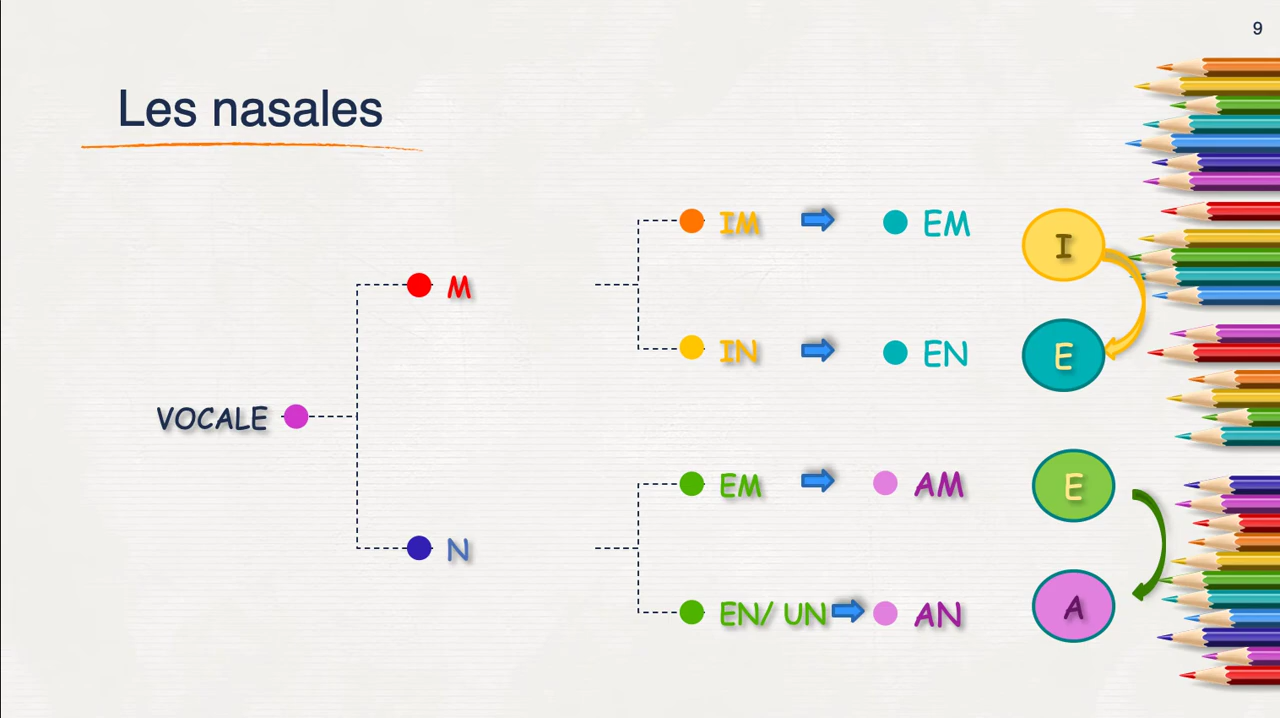 9
Les nasales
IM EM I
M
IN EN E
VOCALE
EM AM E
N
EN/ UN AN A